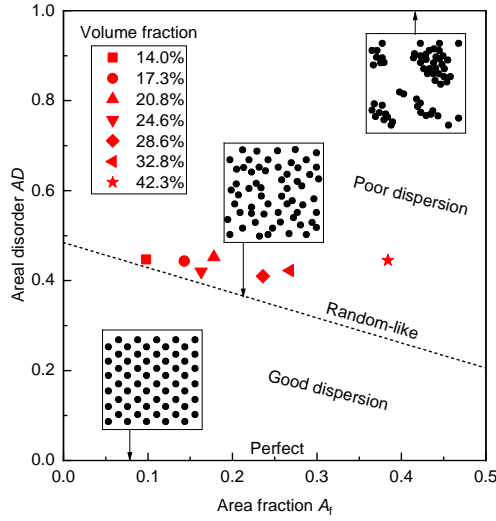 1.0
0.8
0.6
0.4
0.2
0.0
Areal disorder AD
Volume fraction
14.0%
17.3%
20.8%
24.6%
28.6%
32.8%
42.3%
Poor dispersion
Random-like
Good dispersion
Perfect
0.0 0.1 0.2 0.3 0.4 0.5
Area fraction Af